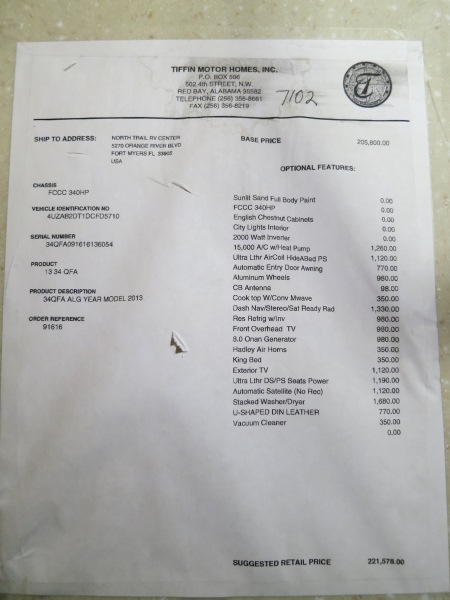 TIFFIN MOTOR HOMES, INC.
P.O. BOX 596
502 4th STREET, N.W.
RED BAY, ALABAMA 35582
TELEPHONE (256) 356-8661
FAX (256) 356-8219
7102
SHIP TO ADDRESS: NORTH TRAIL RV CENTER
5270 ORANGE RIVER BLVD
FORT MYERS FL 33905
USA
BASE PRICE 205,800.00
OPTIONAL FEATURES:
CHASSIS
FCCC 340HP
VEHICLE IDENTIFICATION NO
4UZAB2DT1DCFD5710
SERIAL NUMBER
34QFA091616136054
PRODUCT
13 34 QFA
PRODUCT DESCRIPTION
34QFA ALG YEAR MODEL 2013
ORDER REFERENCE
91616
Sunlit Sand Full Body Paint 0.00
FCCC 340HP 0.00
English Chestnut Cabinets 0.00
City Lights Interior 0.00
2000 Watt Inverter 0.00
15,000 A/C w/Heat Pump 1,260.00
Ultra Lthr AirCoil HideABed PS 1,120.00
Automatic Entry Door Awning 770.00
Aluminum Wheels 980.00
CB Antenna 98.00
Cook top W/Conv Mwave 350.00
Dash Nav/Stereo/Sat Ready Rad 1,330.00
Res Refrig w/Inv 980.00
Front Overhead TV 980.00
8.0 Onan Generator 980.00
Hadley Air Horns 350.00
King Bed 350.00
Exterior TV 1,120.00
Ultra Lthr DS/PS Seats Power 1,190.00
Automatic Satellite (No Rec) 1,120.00
Stacked Washer/Dryer 1,680.00
U-SHAPED DIN LEATHER 770.00
Vacuum Cleaner 350.00
0.00
SUGGESTED RETAIL PRICE 221,578.00